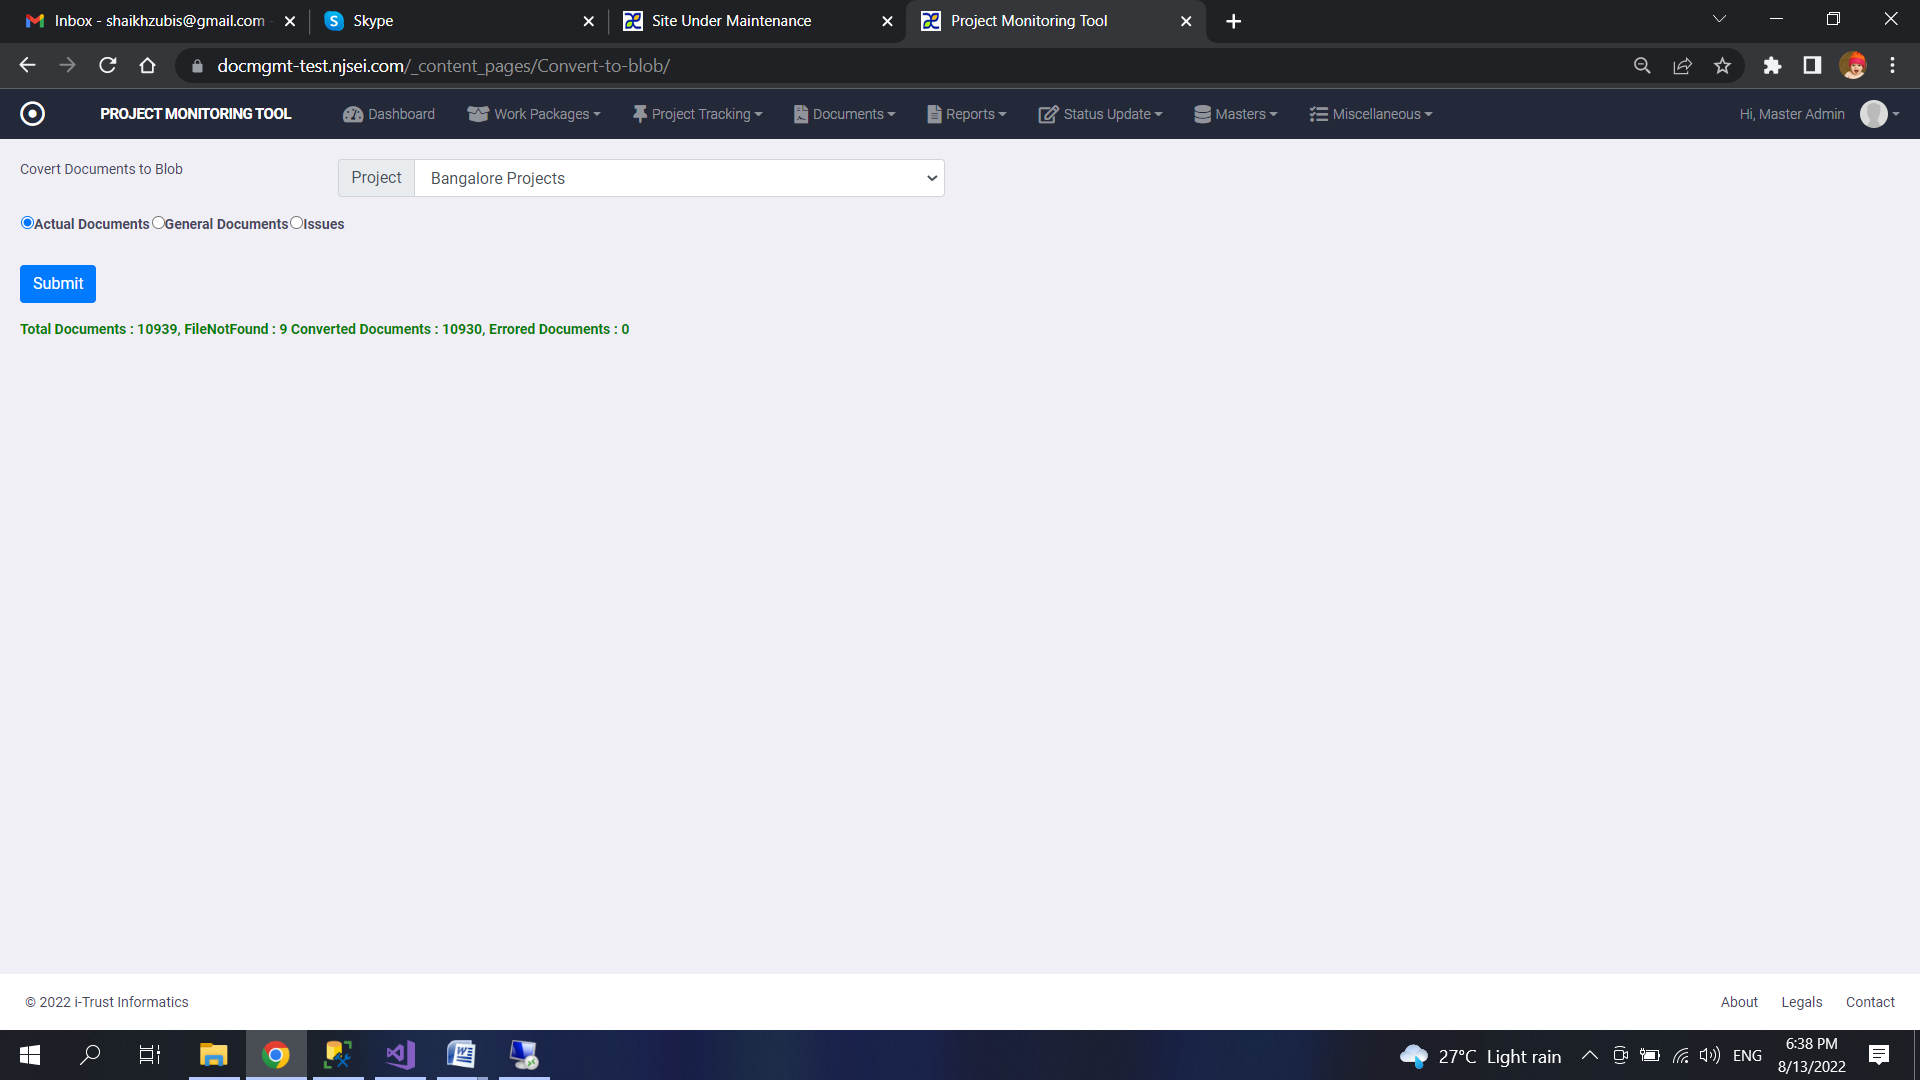 Inbox - shaikhzubis@gmail.com -
Skype
Site Under Maintenance
Project Monitoring Tool
docmgmt-test.njsei.com/_content_pages/Convert-to-blob/
PROJECT MONITORING TOOL
Dashboard
Work Packages
Project Tracking
Documents
Reports
Status Update
Masters
Miscellaneous
Hi, Master Admin
Covert Documents to Blob
Project
Bangalore Projects
Actual Documents General Documents Issues
Submit
Total Documents : 10939, FileNotFound : 9 Converted Documents : 10930, Errored Documents : 0
© 2022 i-Trust Informatics
About
Legals
Contact
27°C Light rain
ENG
6:38 PM
8/13/2022